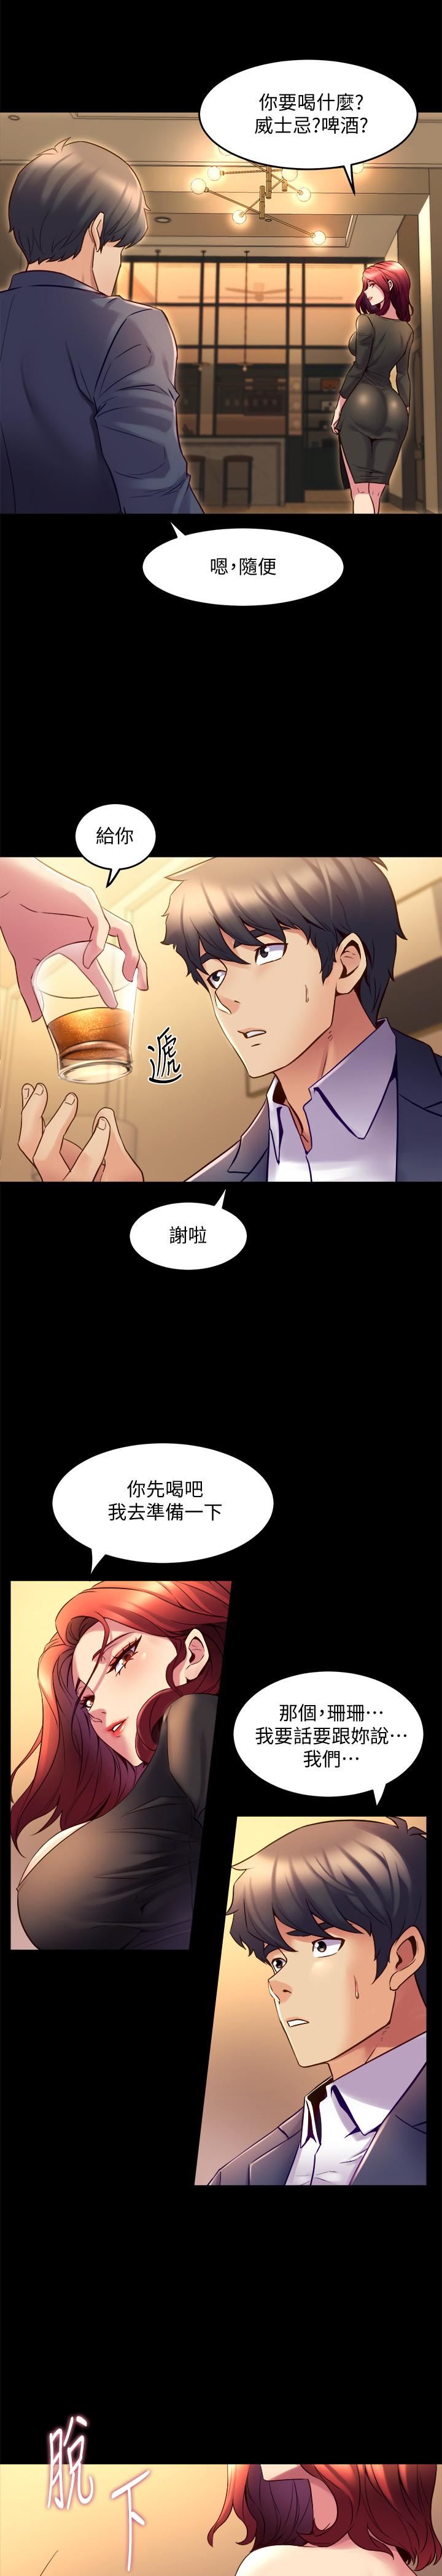 你要喝什麼?
威士忌?啤酒?
嗯,隨便
給你
遞
謝啦
你先喝吧
我去準備一下
那個,珊珊…
我要話要跟妳說…
我們…
脫下